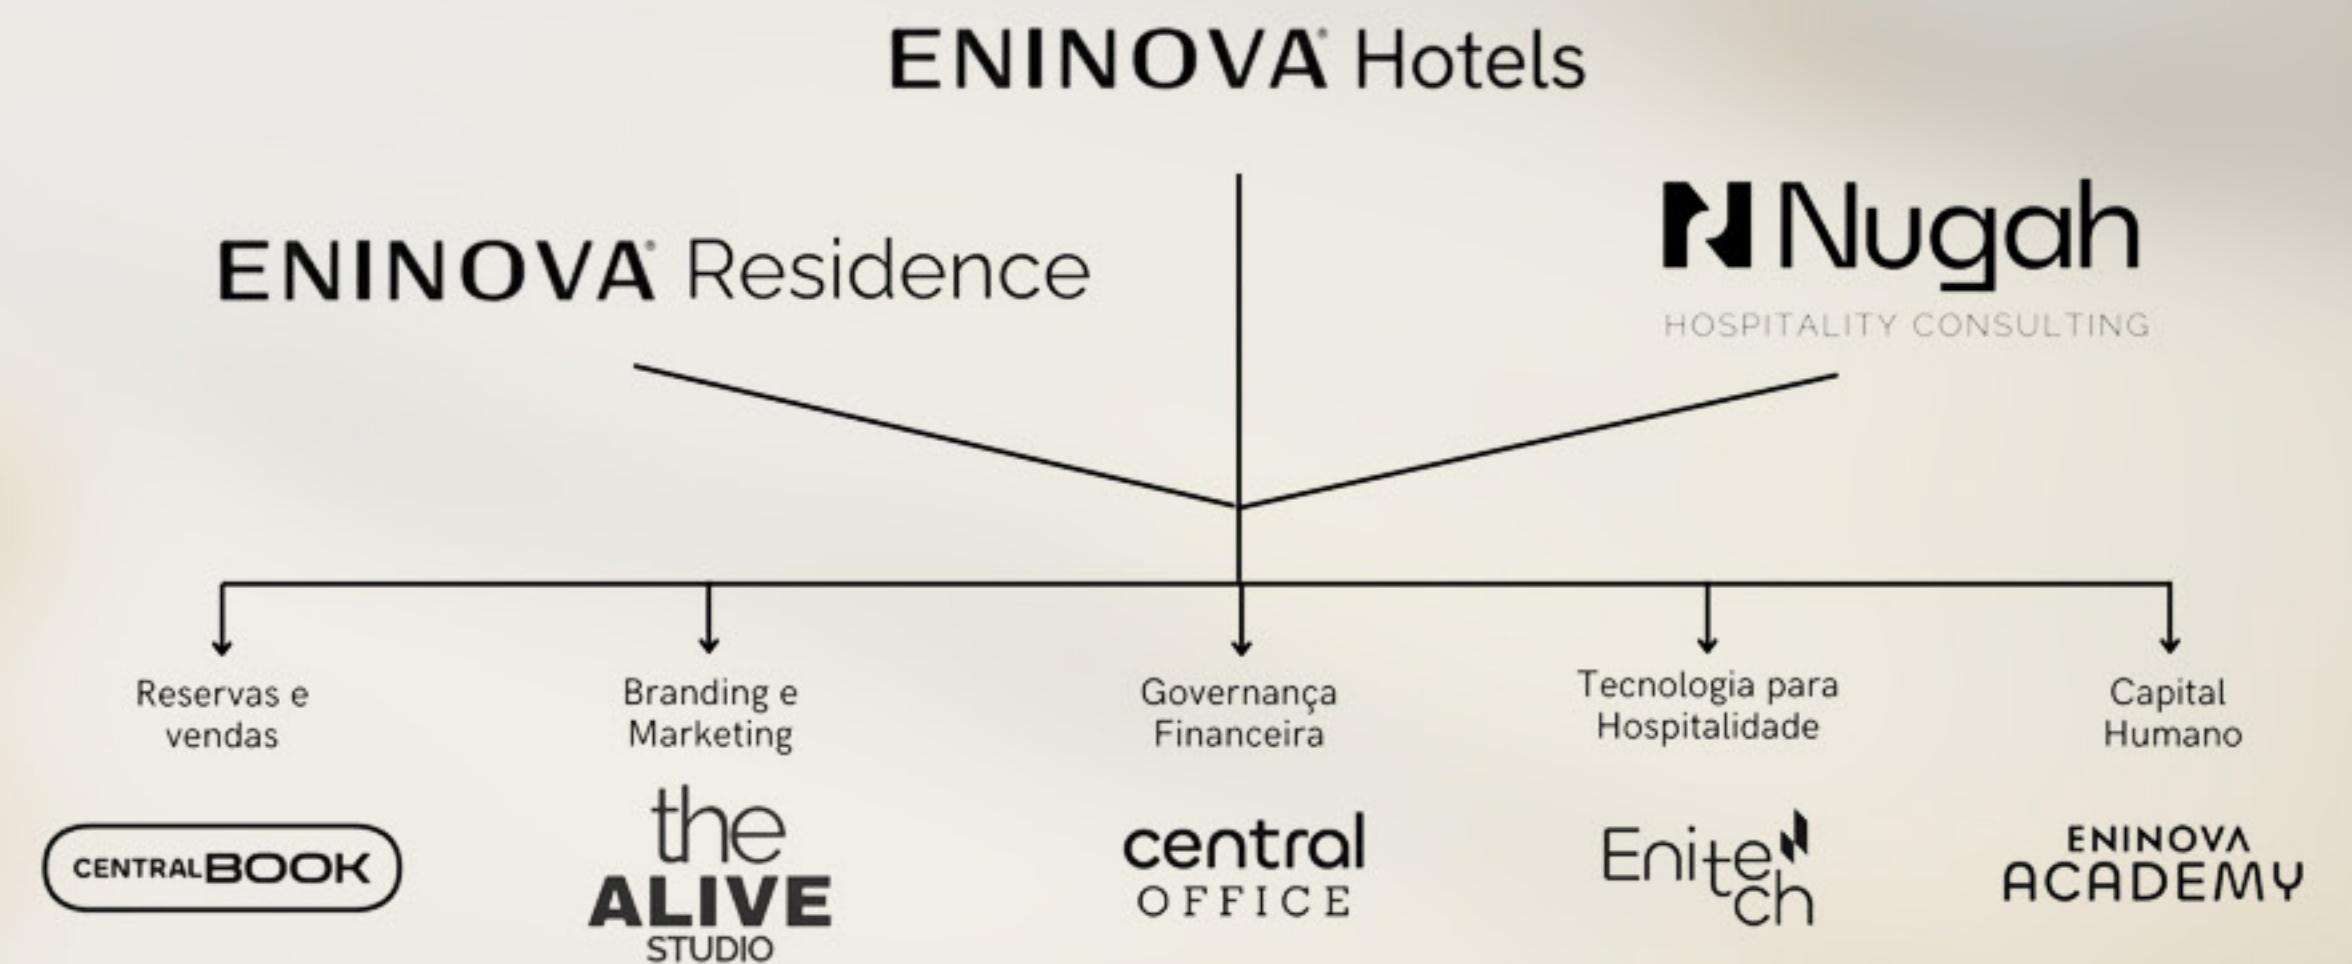 ENINOVA® Hotels
ENINOVA® Residence
Nugah
HOSPITALITY CONSULTING
Reservas e
vendas
CENTRALBOOK
Branding e
Marketing
the
ALIVE
STUDIO
Governança
Financeira
central
OFFICE
Tecnologia para
Hospitalidade
Enitech
Capital
Humano
ENINOVA
ACADEMY